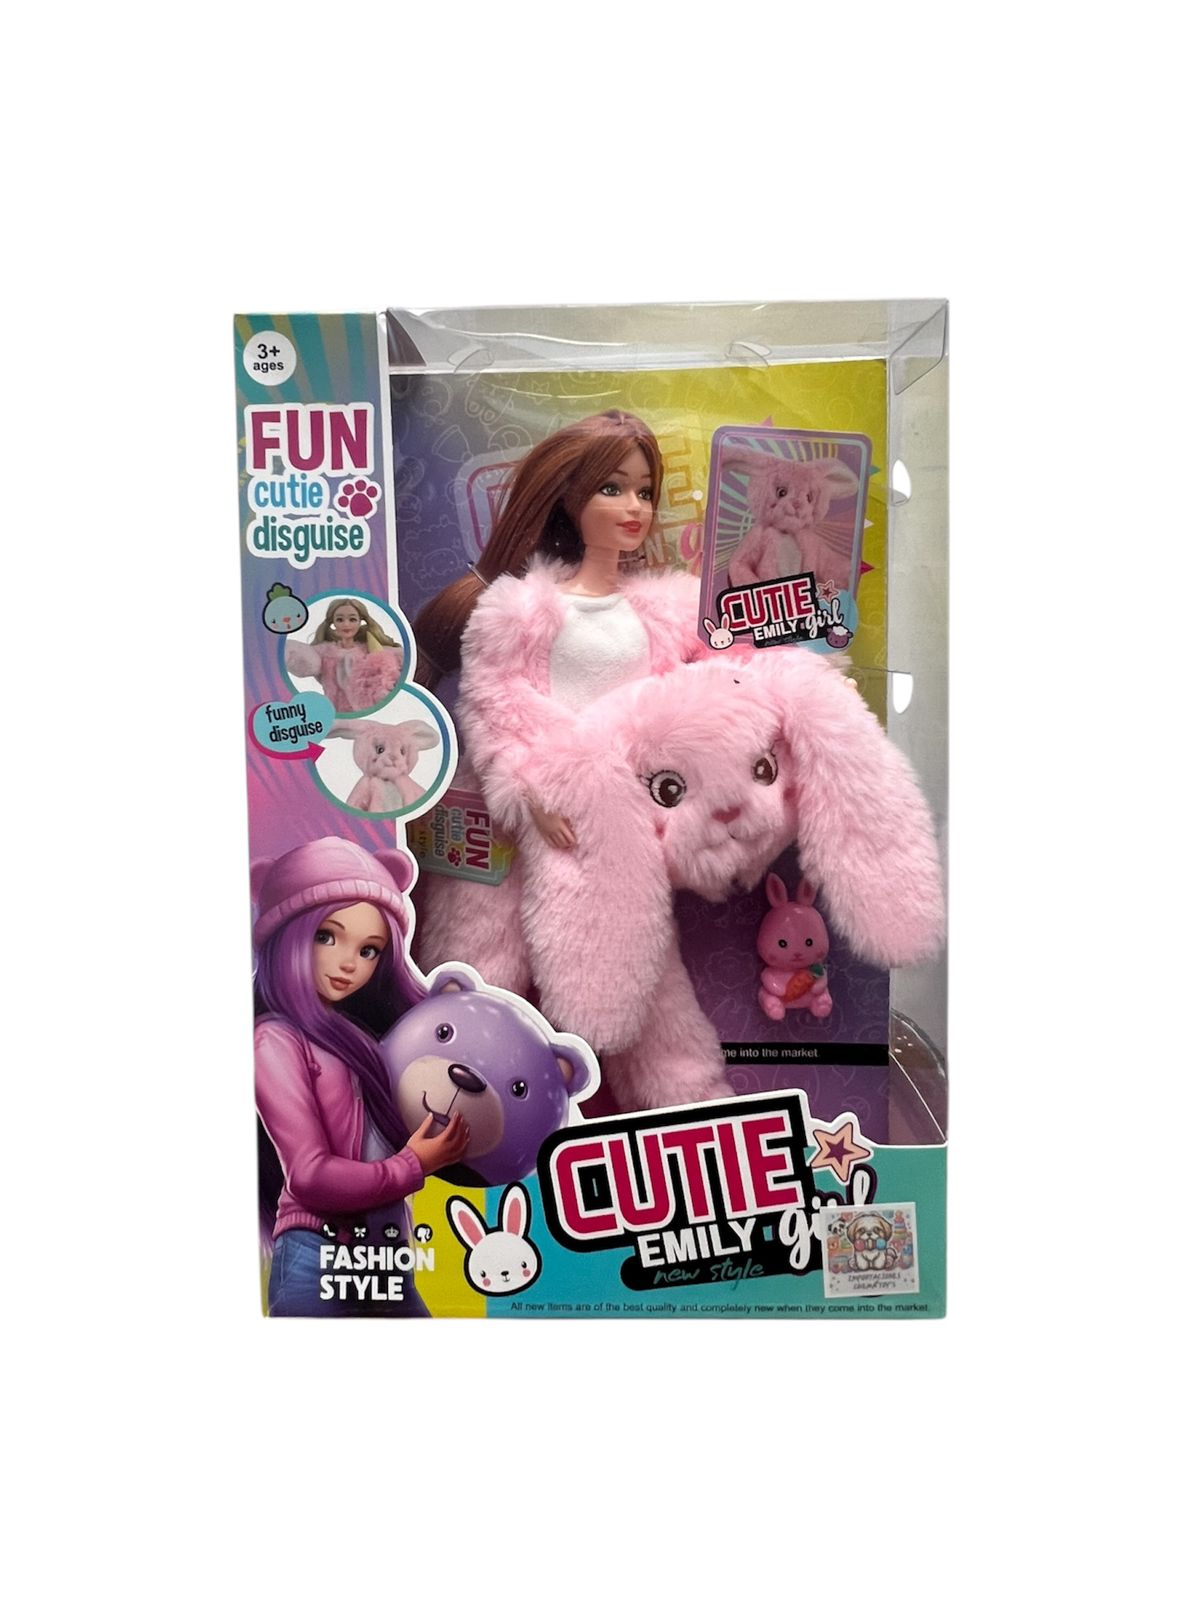 3+
ages
FUN
cutie
disguise
funny
disguise
FUN
cutie
disguise
style
CUTIE
EMILY girl
new style
me into the market
CUTIE
EMILY girl
new style
FASHION
STYLE
IMPORTACIONES
All new items are of the best quality and completely new when they come into the market.